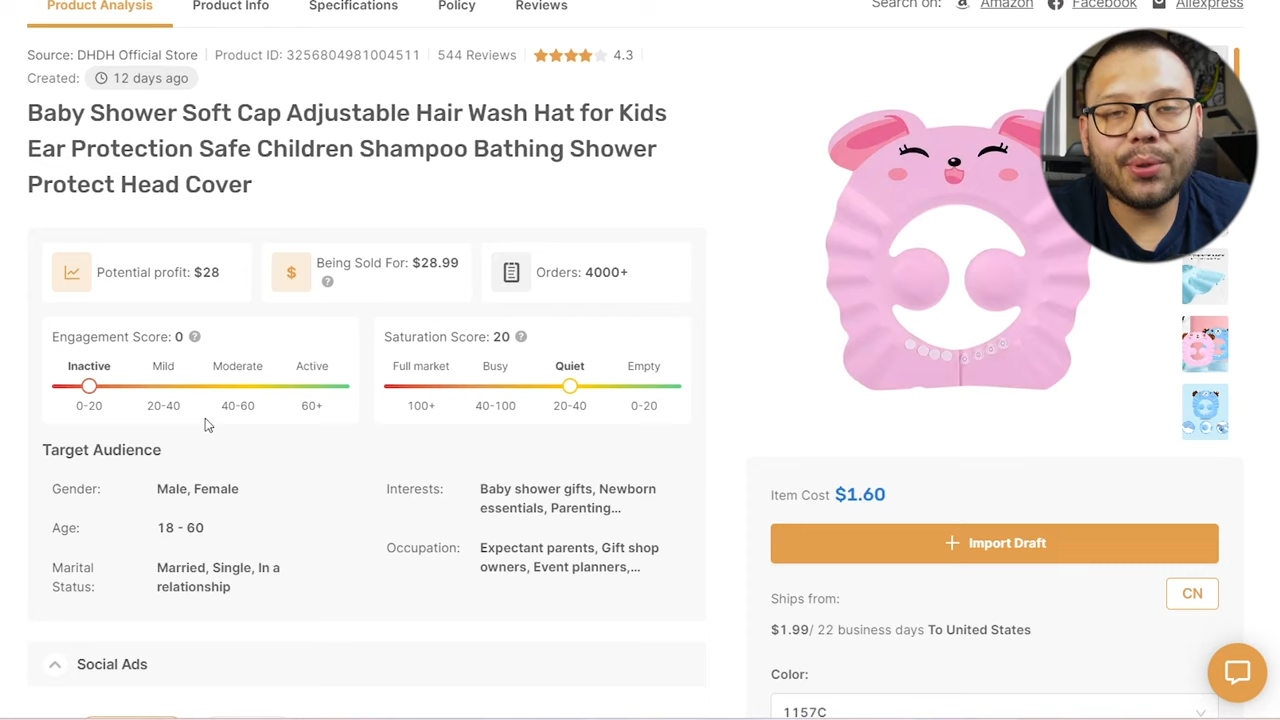 Product Analysis
Product Info
Specifications
Policy
Reviews
Search on:
Amazon
Facebook
Aliexpress
Source: DHDH Official Store
Product ID: 3256804981004511
544 Reviews
4.3
Created:
12 days ago
Baby Shower Soft Cap Adjustable Hair Wash Hat for Kids
Ear Protection Safe Children Shampoo Bathing Shower
Protect Head Cover
Potential profit: $28
Being Sold For: $28.99
?
Orders: 4000+
Engagement Score: 0 ?
Inactive
Mild
Moderate
Active
0-20
20-40
40-60
60+
Saturation Score: 20 ?
Full market
Busy
Quiet
Empty
100+
40-100
20-40
0-20
Target Audience
Gender:
Male, Female
Age:
18 - 60
Marital
Status:
Married, Single, In a
relationship
Interests:
Baby shower gifts, Newborn
essentials, Parenting...
Occupation:
Expectant parents, Gift shop
owners, Event planners,...
Social Ads
Item Cost $1.60
+ Import Draft
Ships from:
CN
$1.99/ 22 business days To United States
Color:
1157C